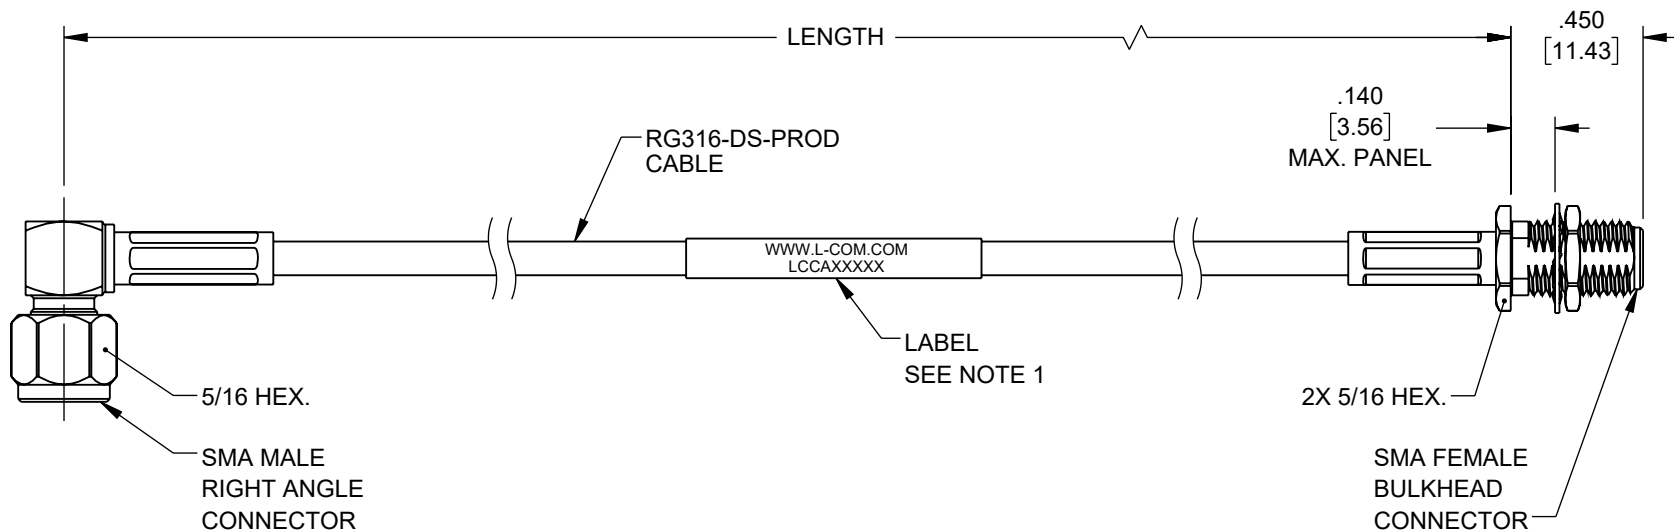 LENGTH
.450
[11.43]
.140
[3.56]
MAX. PANEL
RG316-DS-PROD
CABLE
WWW.L-COM.COM
LCCAXXXXX
LABEL
SEE NOTE 1
5/16 HEX.
2X 5/16 HEX.
SMA MALE
RIGHT ANGLE
CONNECTOR
SMA FEMALE
BULKHEAD
CONNECTOR